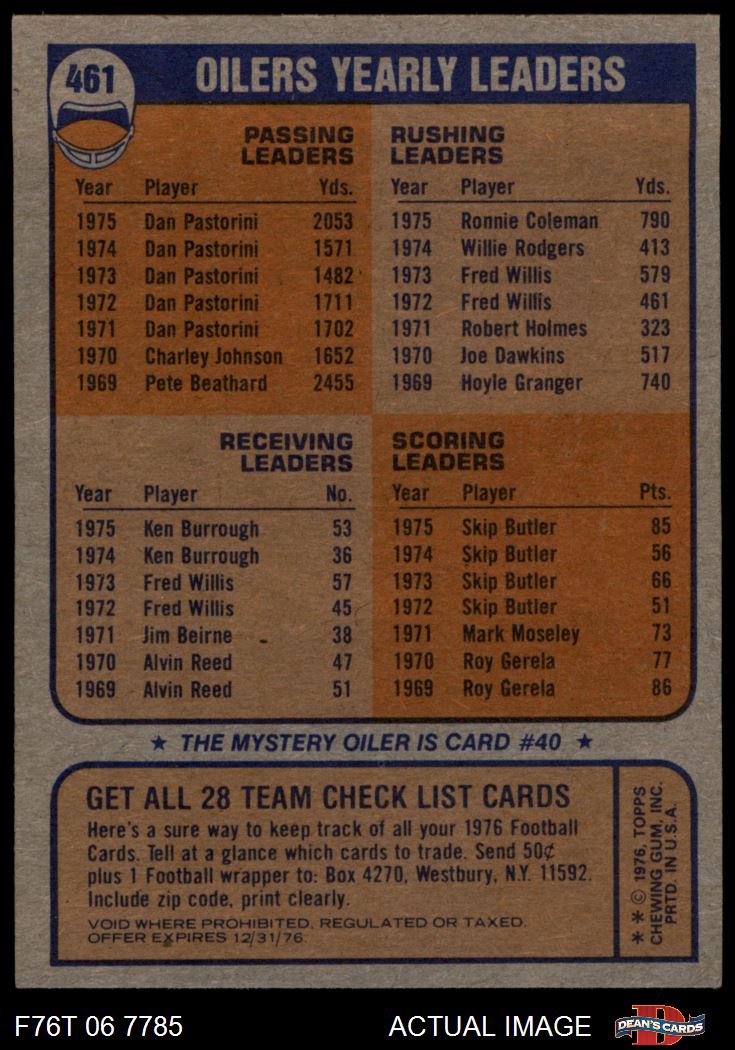 461
OILERS YEARLY LEADERS
PASSING
LEADERS
Year Player Yds.
1975 Dan Pastorini 2053
1974 Dan Pastorini 1571
1973 Dan Pastorini 1482
1972 Dan Pastorini 1711
1971 Dan Pastorini 1702
1970 Charley Johnson 1652
1969 Pete Beathard 2455
RUSHING
LEADERS
Year Player Yds.
1975 Ronnie Coleman 790
1974 Willie Rodgers 413
1973 Fred Willis 579
1972 Fred Willis 461
1971 Robert Holmes 323
1970 Joe Dawkins 517
1969 Hoyle Granger 740
RECEIVING
LEADERS
Year Player No.
1975 Ken Burrough 53
1974 Ken Burrough 36
1973 Fred Willis 57
1972 Fred Willis 45
1971 Jim Beirne 38
1970 Alvin Reed 47
1969 Alvin Reed 51
SCORING
LEADERS
Year Player Pts.
1975 Skip Butler 85
1974 Skip Butler 56
1973 Skip Butler 66
1972 Skip Butler 51
1971 Mark Moseley 73
1970 Roy Gerela 77
1969 Roy Gerela 86
★ THE MYSTERY OILER IS CARD #40 ★
GET ALL 28 TEAM CHECK LIST CARDS
Here's a sure way to keep track of all your 1976 Football
Cards. Tell at a glance which cards to trade. Send 50¢
plus 1 Football wrapper to: Box 4270, Westbury, N.Y. 11592.
Include zip code, print clearly.
VOID WHERE PROHIBITED, REGULATED OR TAXED.
OFFER EXPIRES 12/31/76.
★★ © 1976, TOPPS
CHEWING GUM, INC.
PRTD. IN U.S.A.
F76T 06 7785
ACTUAL IMAGE
D
DEAN'S CARDS